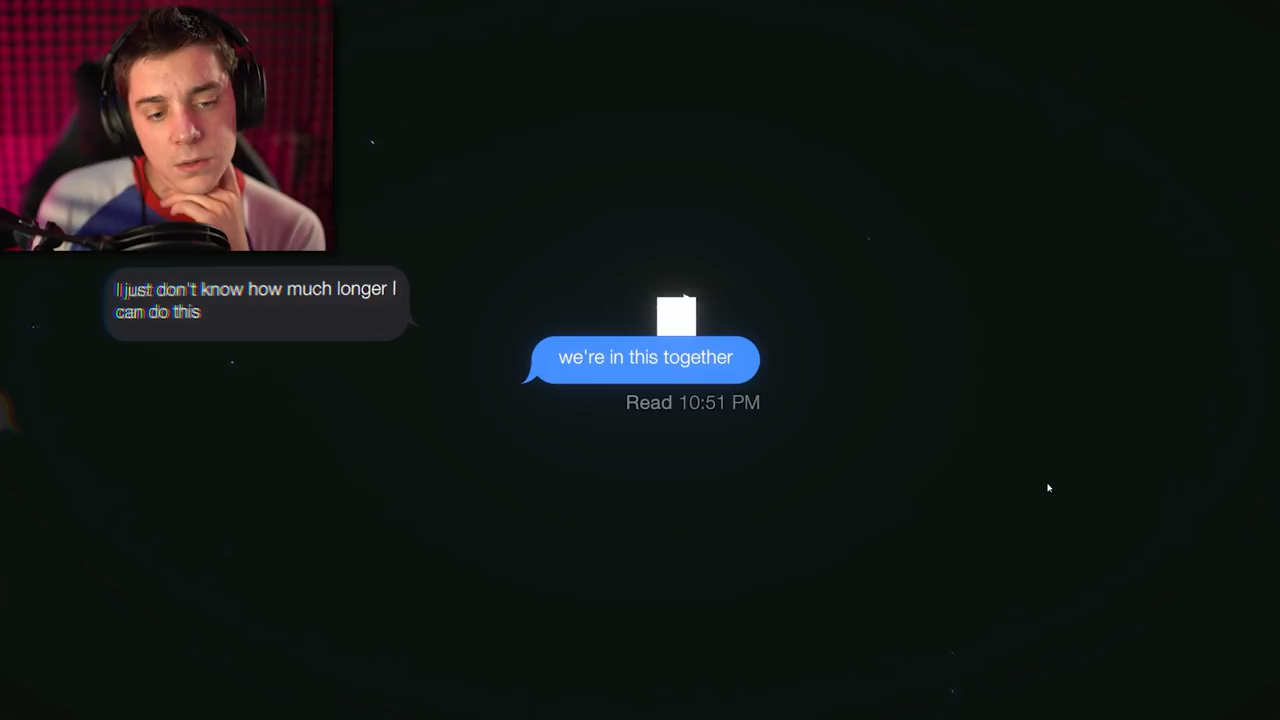 I just don't know how much longer I
can do this
we're in this together
Read 10:51 PM